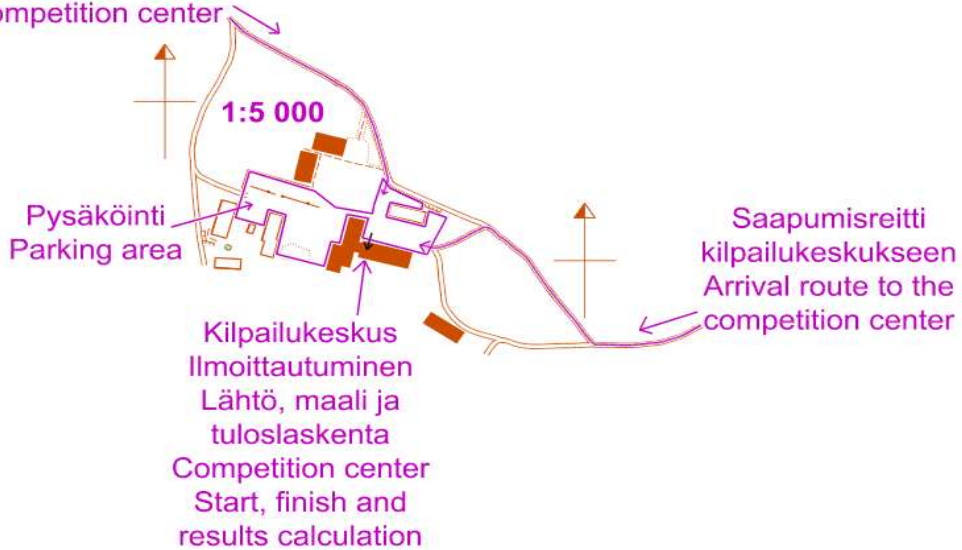 competition center
1:5 000
Pysäköinti
Parking area
Saapumisreitti
kilpailukeskukseen
Arrival route to the
competition center
Kilpailukeskus
Ilmoittautuminen
Lähtö, maali ja
tuloslaskenta
Competition center
Start, finish and
results calculation